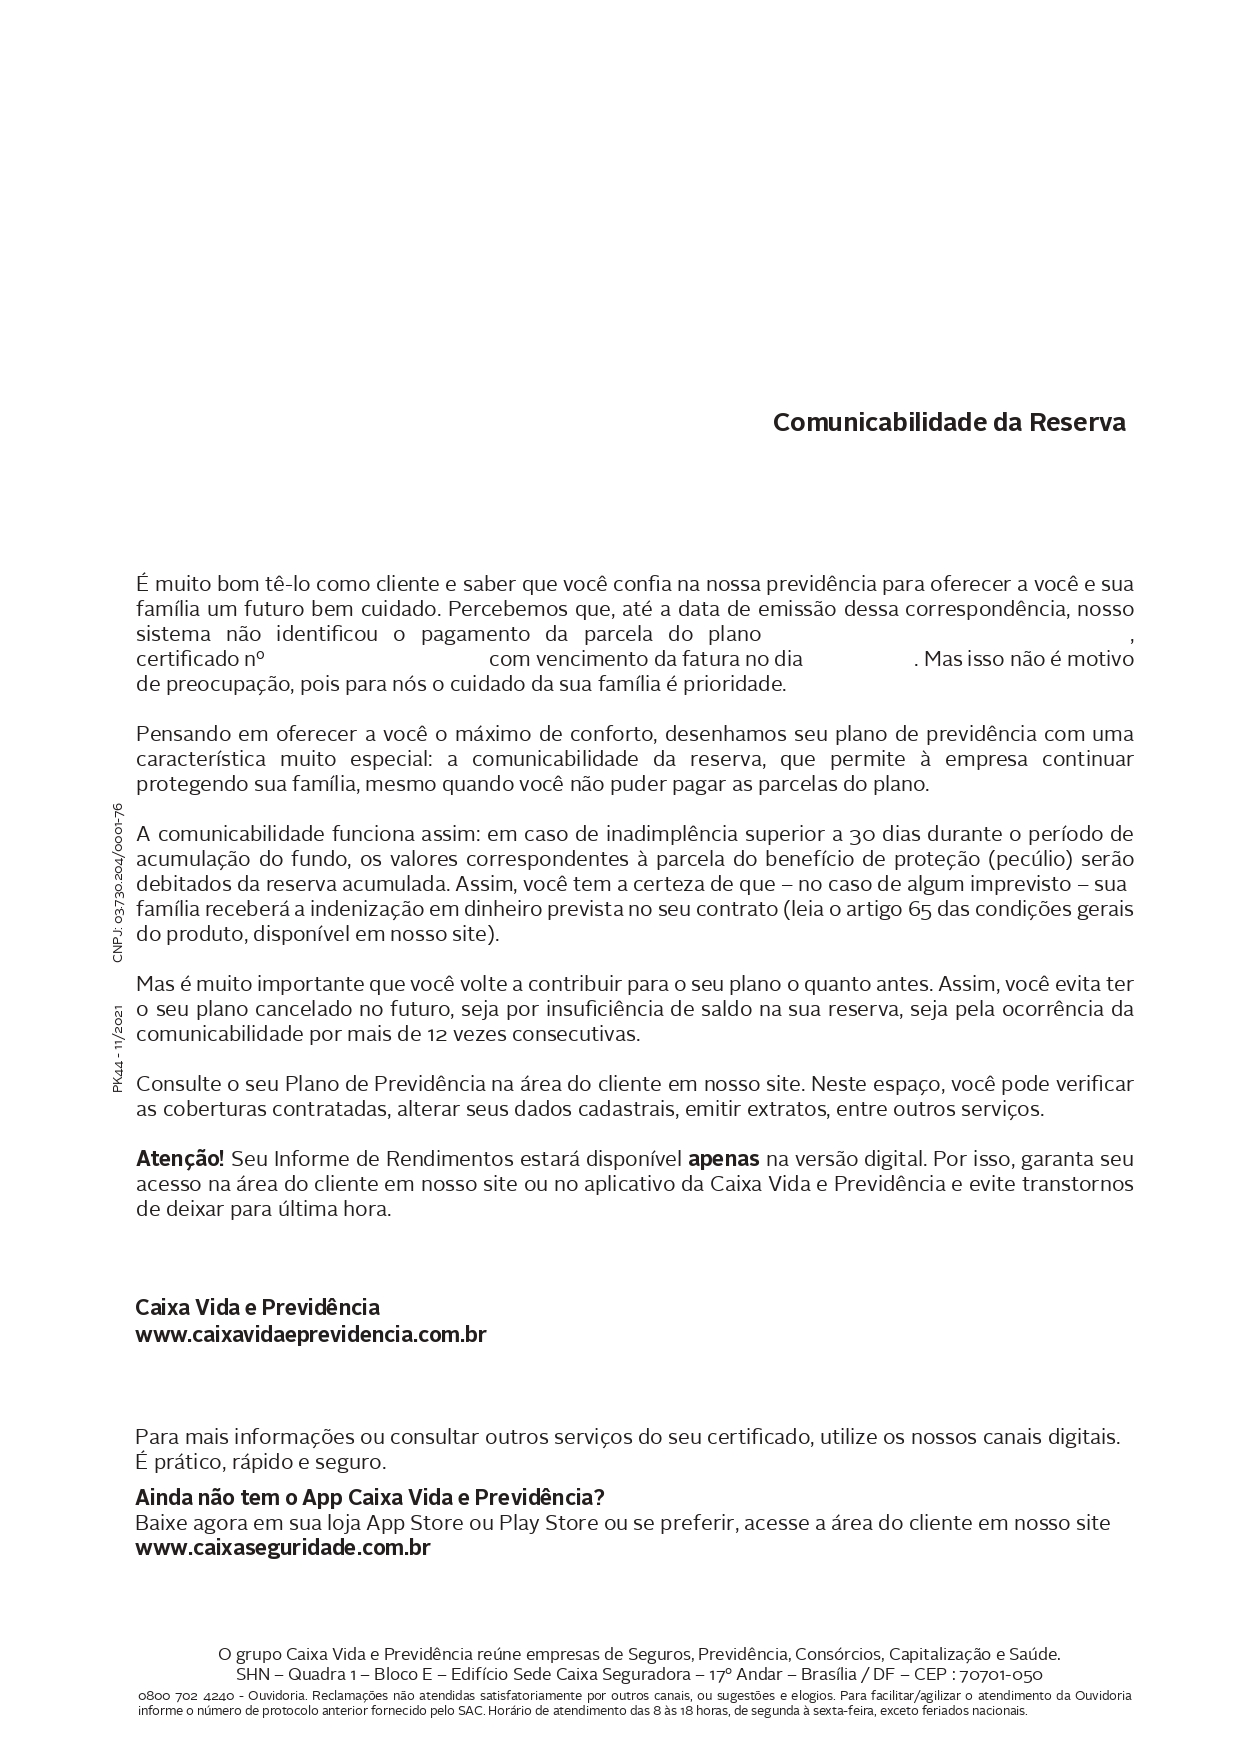 Comunicabilidade da Reserva
É muito bom tê-lo como cliente e saber que você confia na nossa previdência para oferecer a você e sua
família um futuro bem cuidado. Percebemos que, até a data de emissão dessa correspondência, nosso
sistema não identificou o pagamento da parcela do plano ,
certificado nº com vencimento da fatura no dia . Mas isso não é motivo
de preocupação, pois para nós o cuidado da sua família é prioridade.
Pensando em oferecer a você o máximo de conforto, desenhamos seu plano de previdência com uma
característica muito especial: a comunicabilidade da reserva, que permite à empresa continuar
protegendo sua família, mesmo quando você não puder pagar as parcelas do plano.
A comunicabilidade funciona assim: em caso de inadimplência superior a 30 dias durante o período de
acumulação do fundo, os valores correspondentes à parcela do benefício de proteção (pecúlio) serão
debitados da reserva acumulada. Assim, você tem a certeza de que – no caso de algum imprevisto – sua
família receberá a indenização em dinheiro prevista no seu contrato (leia o artigo 65 das condições gerais
do produto, disponível em nosso site).
Mas é muito importante que você volte a contribuir para o seu plano o quanto antes. Assim, você evita ter
o seu plano cancelado no futuro, seja por insuficiência de saldo na sua reserva, seja pela ocorrência da
comunicabilidade por mais de 12 vezes consecutivas.
Consulte o seu Plano de Previdência na área do cliente em nosso site. Neste espaço, você pode verificar
as coberturas contratadas, alterar seus dados cadastrais, emitir extratos, entre outros serviços.
Atenção! Seu Informe de Rendimentos estará disponível apenas na versão digital. Por isso, garanta seu
acesso na área do cliente em nosso site ou no aplicativo da Caixa Vida e Previdência e evite transtornos
de deixar para última hora.
PK44 - 11/2021 CNPJ: 03.730.204/0001-76
Caixa Vida e Previdência
www.caixavidaeprevidencia.com.br
Para mais informações ou consultar outros serviços do seu certificado, utilize os nossos canais digitais.
É prático, rápido e seguro.
Ainda não tem o App Caixa Vida e Previdência?
Baixe agora em sua loja App Store ou Play Store ou se preferir, acesse a área do cliente em nosso site
www.caixaseguridade.com.br
O grupo Caixa Vida e Previdência reúne empresas de Seguros, Previdência, Consórcios, Capitalização e Saúde.
SHN – Quadra 1 – Bloco E – Edifício Sede Caixa Seguradora – 17º Andar – Brasília / DF – CEP : 70701-050
0800 702 4240 - Ouvidoria. Reclamações não atendidas satisfatoriamente por outros canais, ou sugestões e elogios. Para facilitar/agilizar o atendimento da Ouvidoria
informe o número de protocolo anterior fornecido pelo SAC. Horário de atendimento das 8 às 18 horas, de segunda à sexta-feira, exceto feriados nacionais.